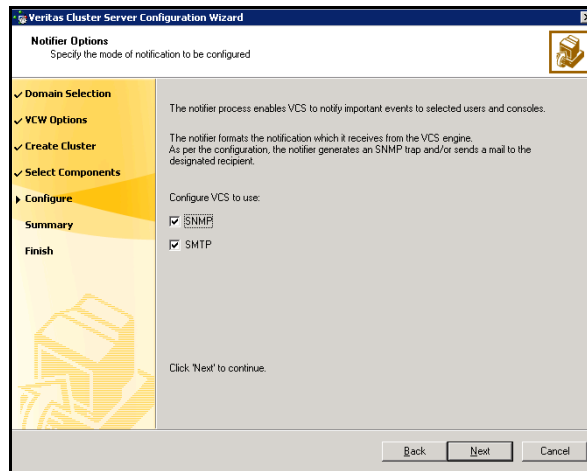 Veritas Cluster Server Configuration Wizard
Notifier Options
Specify the mode of notification to be configured
Domain Selection
VCW Options
Create Cluster
Select Components
Configure
Summary
Finish
The notifier process enables VCS to notify important events to selected users and consoles.
The notifier formats the notification which it receives from the VCS engine.
As per the configuration, the notifier generates an SNMP trap and/or sends a mail to the
designated recipient.
Configure VCS to use:
SNMP
SMTP
Click 'Next' to continue.
Back Next Cancel